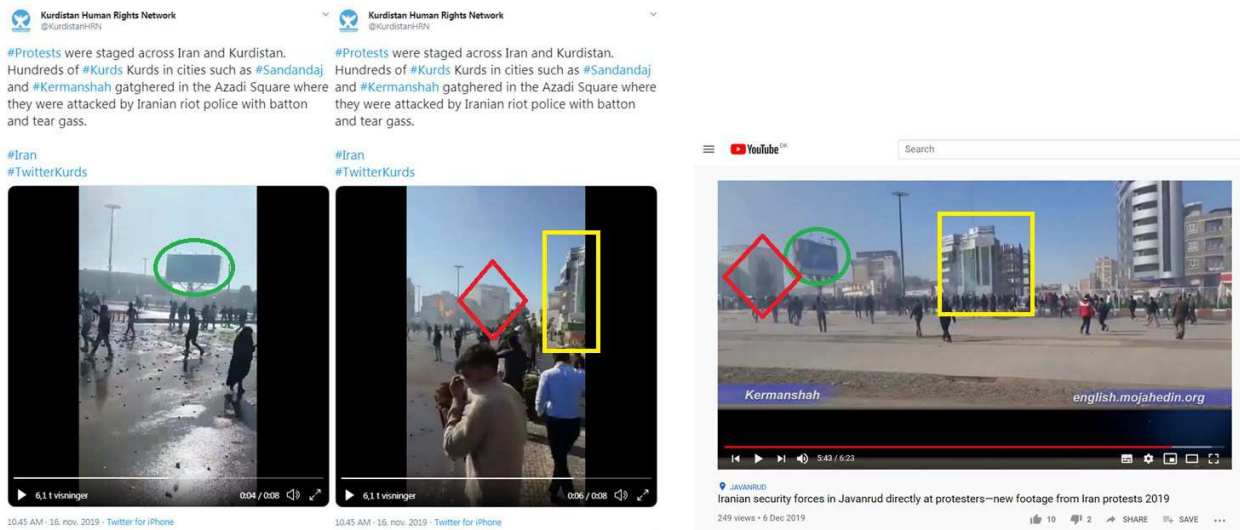 Kurdistan Human Rights Network
@KurdistanHRN
#Protests were staged across Iran and Kurdistan.
Hundreds of #Kurds Kurds in cities such as #Sandandaj
and #Kermanshah gatghered in the Azadi Square where
they were attacked by Iranian riot police with batton
and tear gass.
#Iran
#TwitterKurds
6,1 t visninger
0:04 / 0:08
10.45 AM · 16. nov. 2019 · Twitter for iPhone
Kurdistan Human Rights Network
@KurdistanHRN
#Protests were staged across Iran and Kurdistan.
Hundreds of #Kurds Kurds in cities such as #Sandandaj
and #Kermanshah gatghered in the Azadi Square where
they were attacked by Iranian riot police with batton
and tear gass.
#Iran
#TwitterKurds
6,1 t visninger
0:06 / 0:08
10.45 AM · 16. nov. 2019 · Twitter for iPhone
YouTube DK
Search
Kermanshah
english.mojahedin.org
5:43 / 6:23
JAVANRUD
Iranian security forces in Javanrud directly at protesters—new footage from Iran protests 2019
249 views • 6 Dec 2019
10
2
SHARE
SAVE